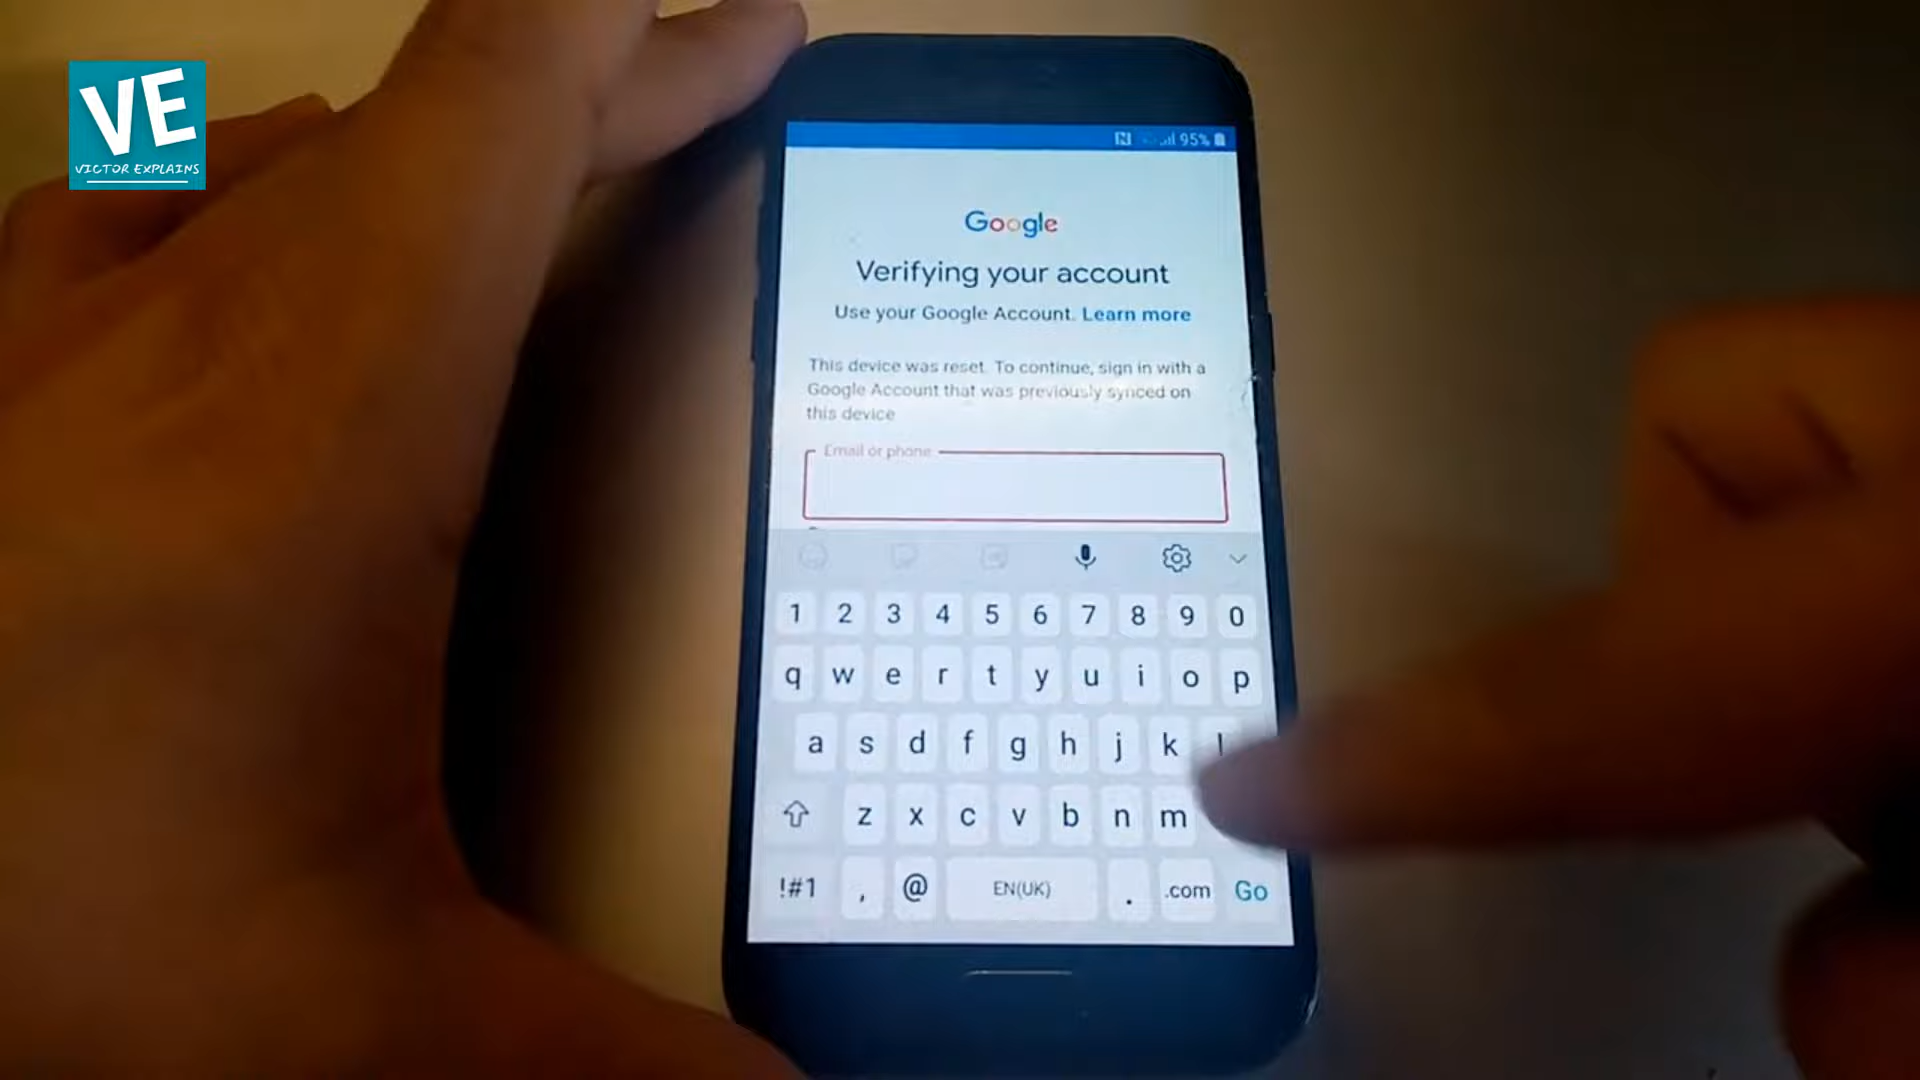 VE
VICTOR EXPLAINS
95%
Google
Verifying your account
Use your Google Account. Learn more
This device was reset. To continue, sign in with a
Google Account that was previously synced on
this device
Email or phone
1 2 3 4 5 6 7 8 9 0
q w e r t y u i o p
a s d f g h j k l
z x c v b n m
!#1 , @ EN(UK) . .com Go